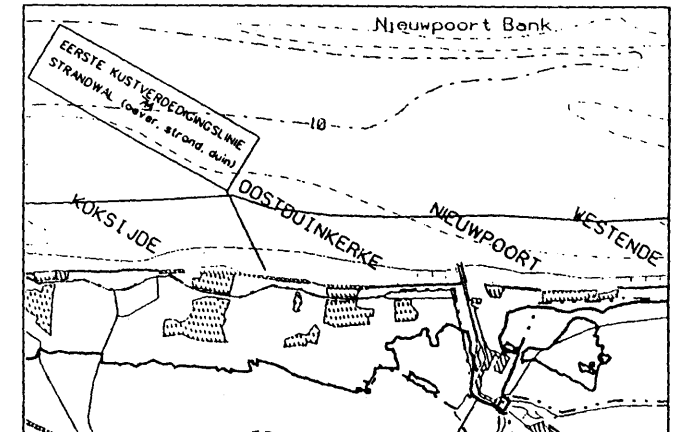 Nieuwpoort Bank
EERSTE KUSTVERDEDIGINGSLINIE
STRANDWAL (oever, strand, duin)
10
KOKSIJDE
OOSTDUINKERKE
NIEUWPOORT
WESTENDE